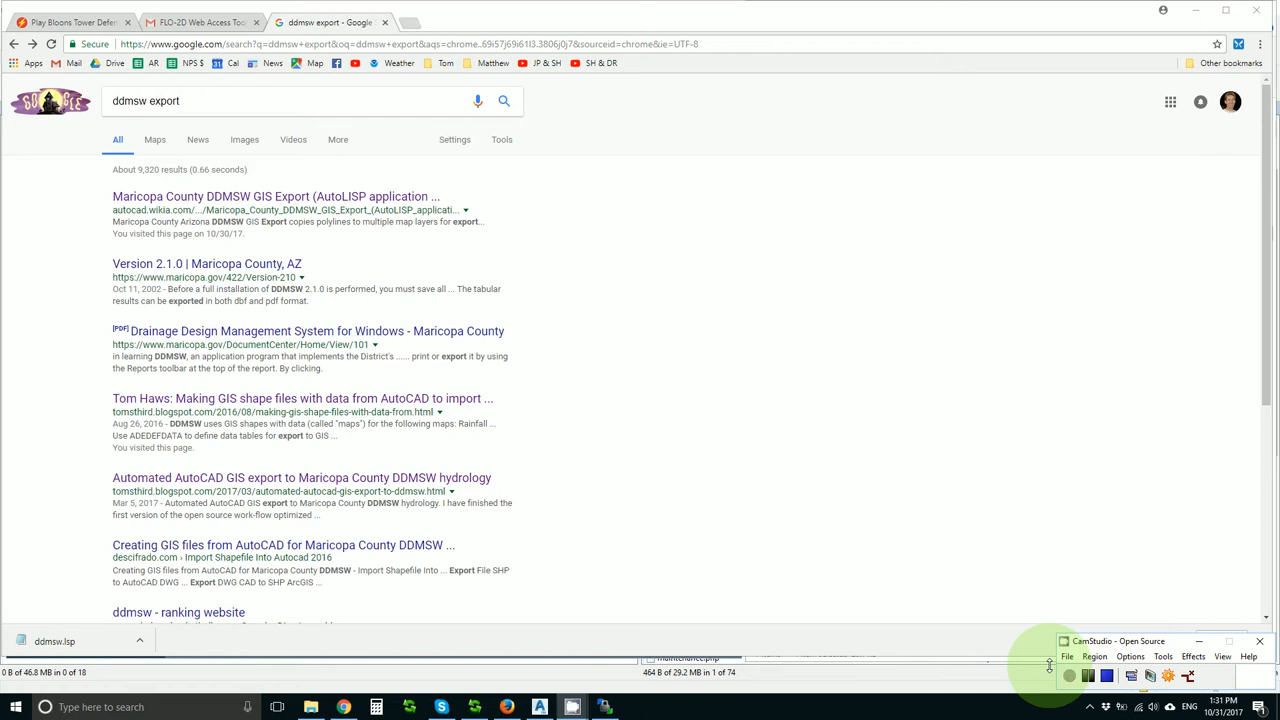 Play Bloons Tower Defen
FLO-2D Web Access Too
ddmsw export - Google S
Secure
https://www.google.com/search?q=ddmsw+export&oq=ddmsw+export&aqs=chrome..69i57j69i61l3.3806j0j7&sourceid=chrome&ie=UTF-8
Apps Mail Drive AR NPS $ Cal News Map Weather Tom Matthew JP & SH SH & DR Other bookmarks
ddmsw export
All Maps News Images Videos More Settings Tools
About 9,320 results (0.66 seconds)
Maricopa County DDMSW GIS Export (AutoLISP application ...
autocad.wikia.com/.../Maricopa_County_DDMSW_GIS_Export_(AutoLISP_applicati...
Maricopa County Arizona DDMSW GIS Export copies polylines to multiple map layers for export...
You visited this page on 10/30/17.
Version 2.1.0 | Maricopa County, AZ
https://www.maricopa.gov/422/Version-210
Oct 11, 2002 - Before a full installation of DDMSW 2.1.0 is performed, you must save all ... The tabular
results can be exported in both dbf and pdf format.
[PDF] Drainage Design Management System for Windows - Maricopa County
https://www.maricopa.gov/DocumentCenter/Home/View/101
in learning DDMSW, an application program that implements the District's ...... print or export it by using
the Reports toolbar at the top of the report. By clicking.
Tom Haws: Making GIS shape files with data from AutoCAD to import ...
tomsthird.blogspot.com/2016/08/making-gis-shape-files-with-data-from.html
Aug 26, 2016 - DDMSW uses GIS shapes with data (called "maps") for the following maps: Rainfall ...
Use ADEDEFDATA to define data tables for export to GIS ...
You visited this page.
Automated AutoCAD GIS export to Maricopa County DDMSW hydrology
tomsthird.blogspot.com/2017/03/automated-autocad-gis-export-to-ddmsw.html
Mar 5, 2017 - Automated AutoCAD GIS export to Maricopa County DDMSW hydrology. I have finished the
first version of the open source work-flow optimized ...
Creating GIS files from AutoCAD for Maricopa County DDMSW ...
descifrado.com › Import Shapefile Into Autocad 2016
Creating GIS files from AutoCAD for Maricopa County DDMSW - Import Shapefile Into ... Export File SHP
to AutoCAD DWG ... Export DWG CAD to SHP ArcGIS ...
ddmsw - ranking website
ddmsw.lsp
CamStudio - Open Source
File Region Options Tools Effects View Help
maintenance.php
0 B of 46.8 MB in 0 of 18
464 B of 29.2 MB in 1 of 74
Type here to search
ENG
1:31 PM
10/31/2017